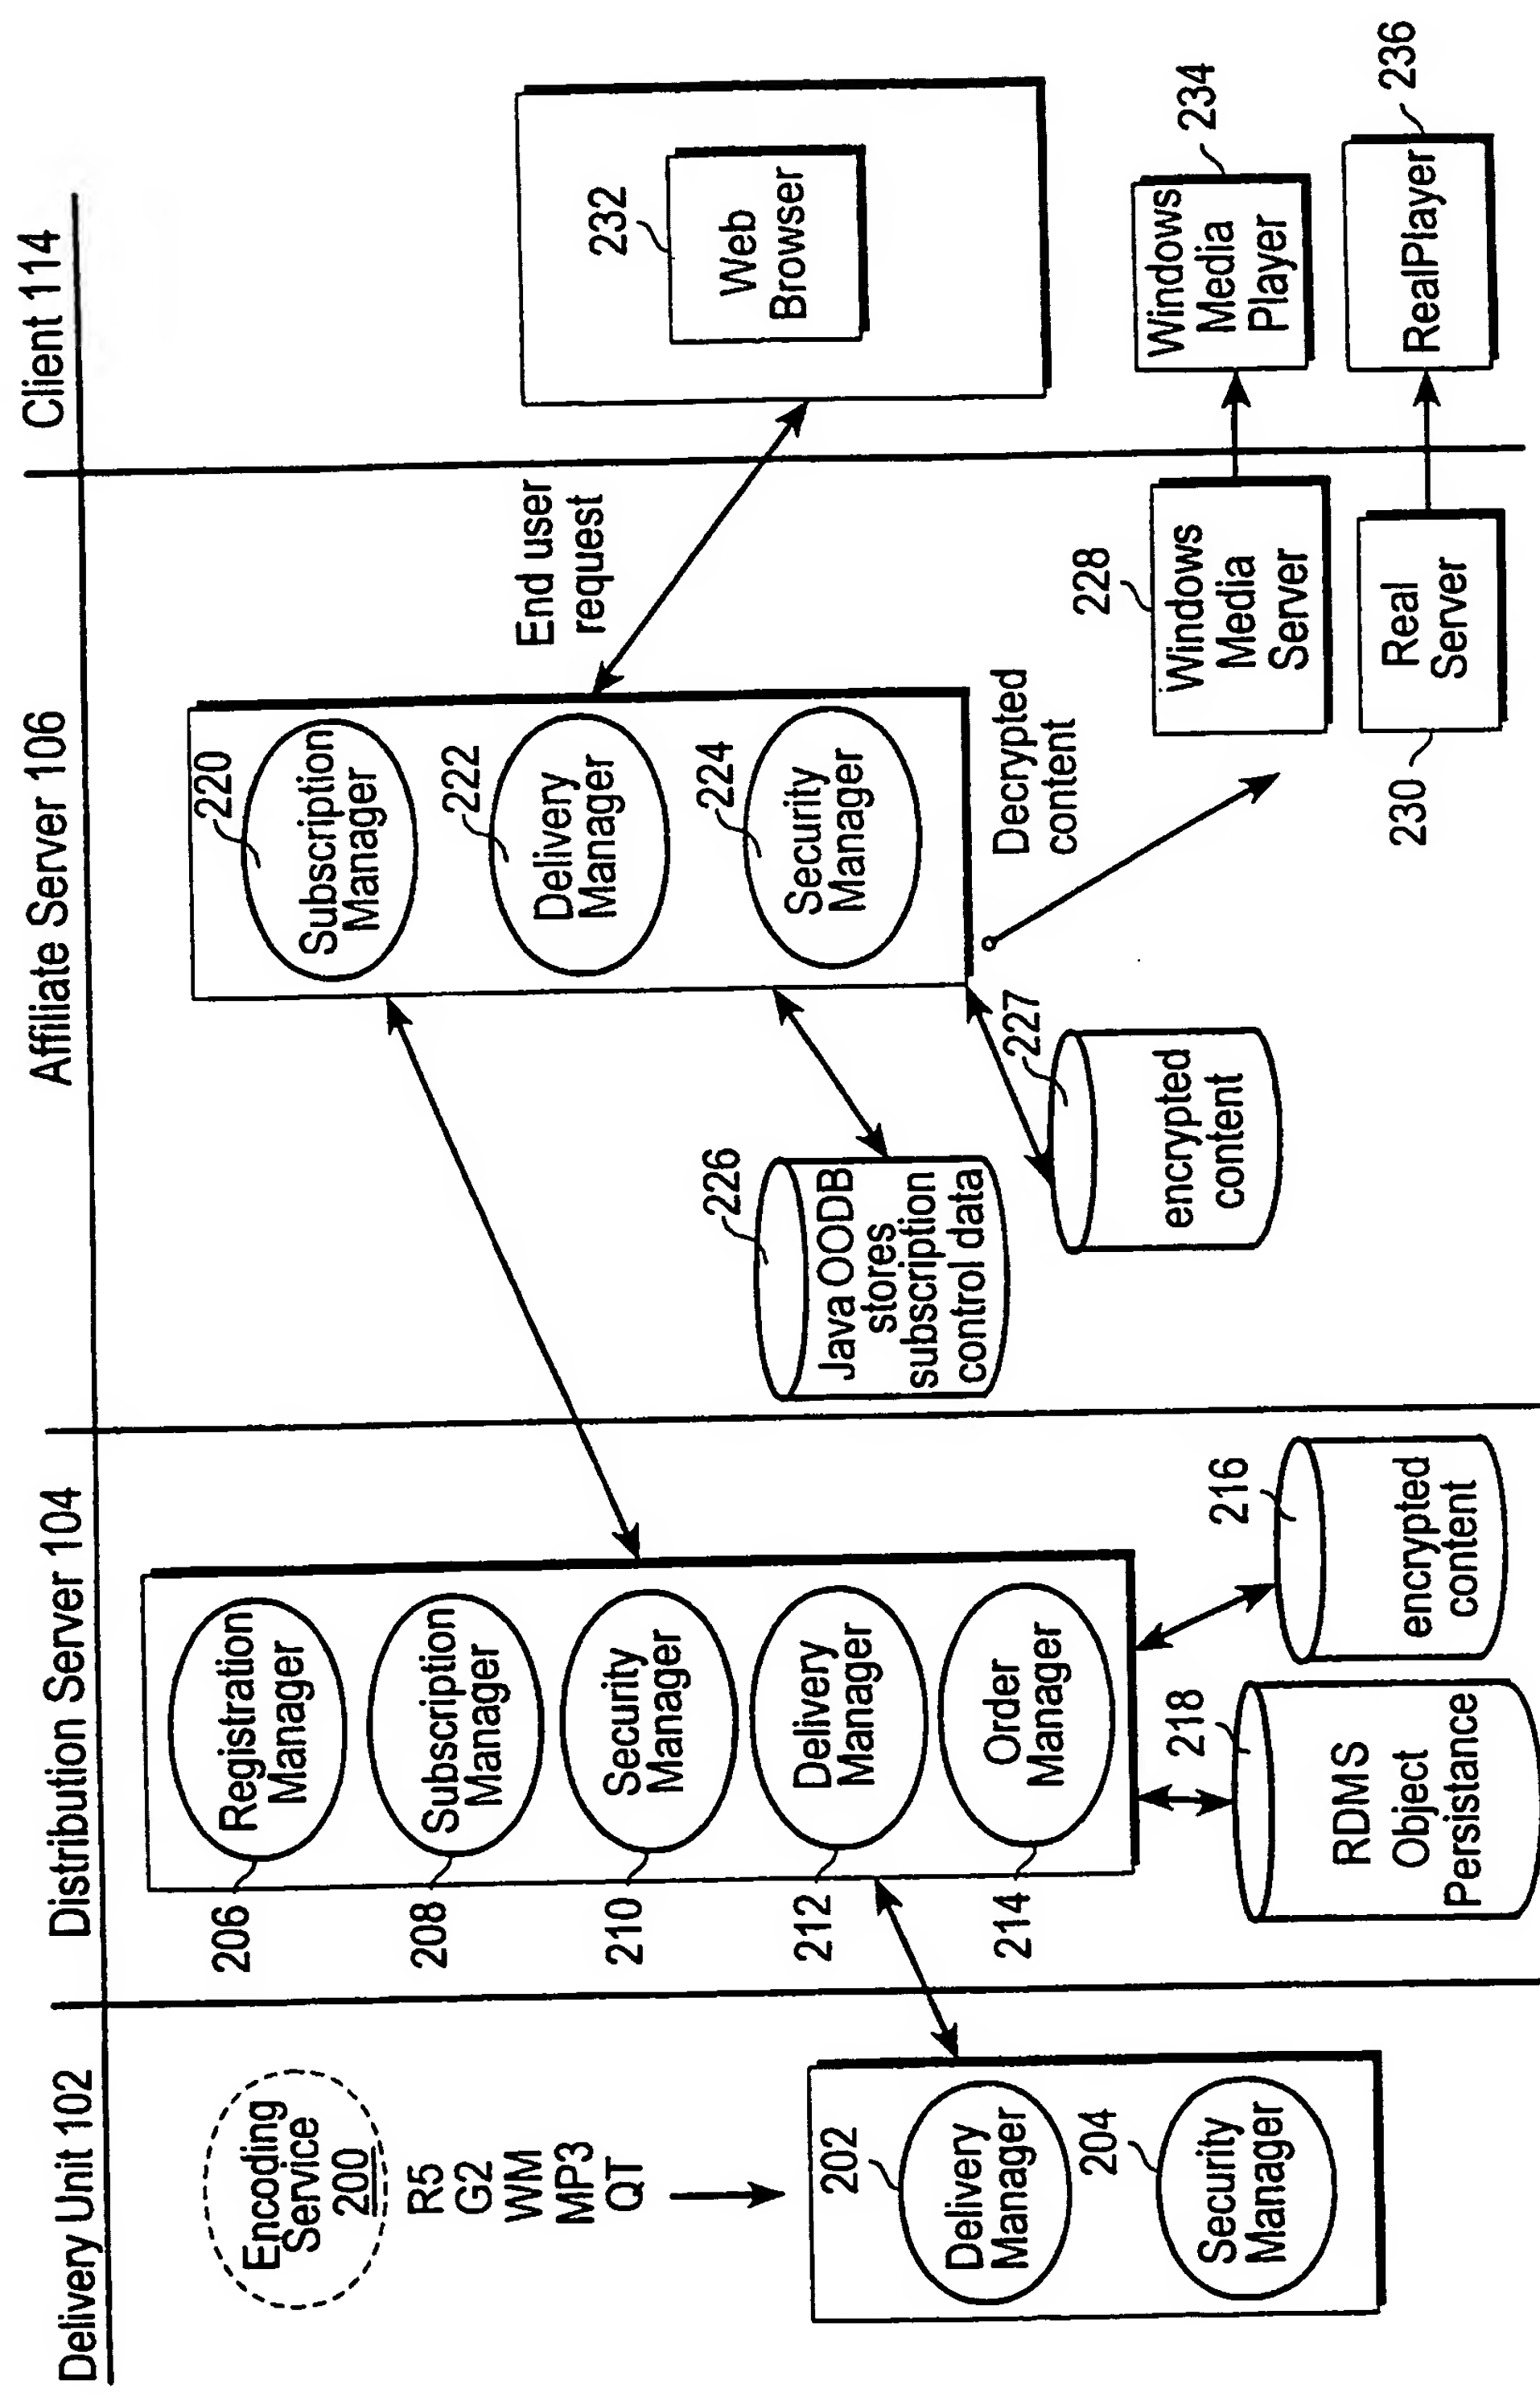 Delivery Unit 102
Distribution Server 104
Affiliate Server 106
Client 114
Encoding
Service
200
R5
G2
WM
MP3
QT
202
Delivery
Manager
204
Security
Manager
206
Registration
Manager
208
Subscription
Manager
210
Security
Manager
212
Delivery
Manager
214
Order
Manager
218
RDMS
Object
Persistance
216
encrypted
content
220
Subscription
Manager
222
Delivery
Manager
224
Security
Manager
226
Java OODB
stores
subscription
control data
227
encrypted
content
Decrypted
content
End user
request
228
Windows
Media
Server
230
Real
Server
232
Web
Browser
234
Windows
Media
Player
236
RealPlayer